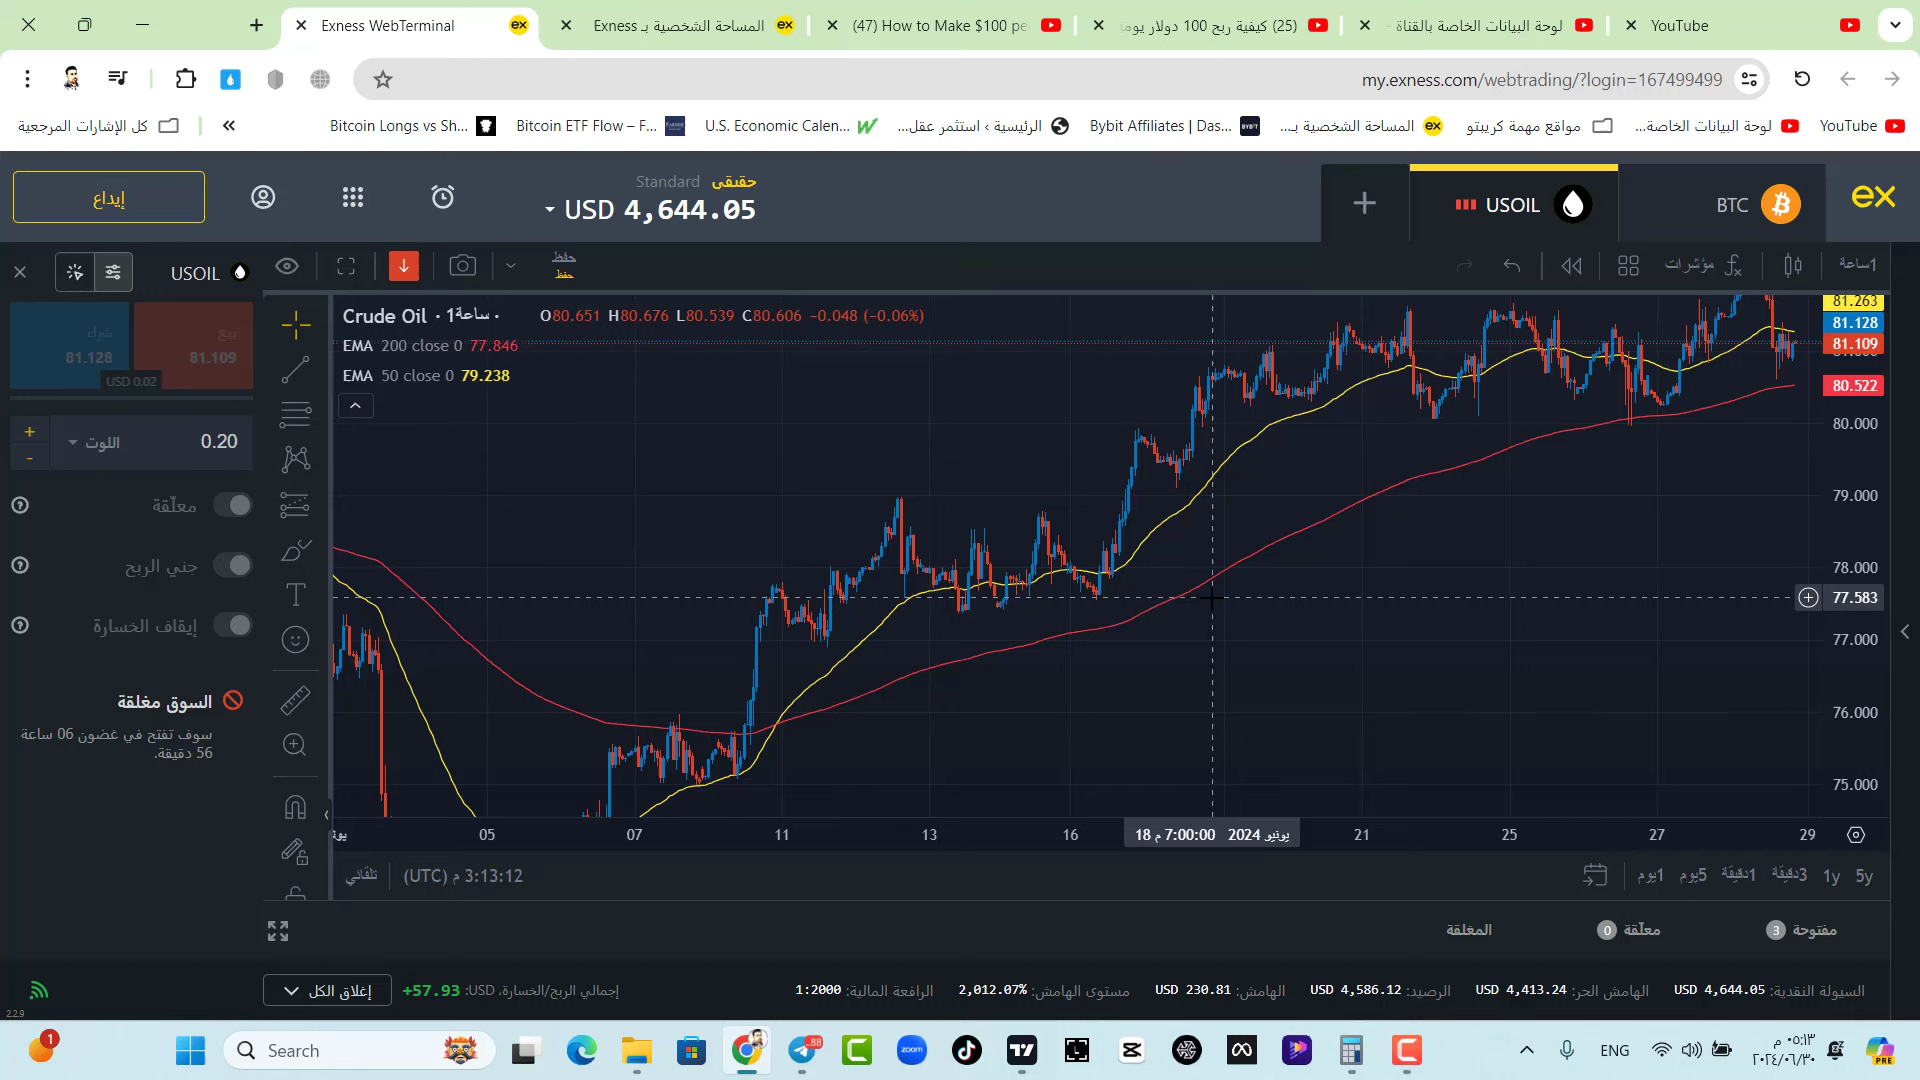 Exness WebTerminal
المساحة الشخصية بـ Exness
(47) How to Make $100 pe
(25) كيفية ربح 100 دولار يوميً
لوحة البيانات الخاصة بالقناة -
YouTube
my.exness.com/webtrading/?login=167499499
كل الإشارات المرجعية
«
Bitcoin Longs vs Sh...
Bitcoin ETF Flow – F...
U.S. Economic Calen...
الرئيسية › استثمر عقل...
Bybit Affiliates | Das...
المساحة الشخصية بـ...
مواقع مهمة كريبتو
لوحة البيانات الخاصة...
YouTube
إيداع
Standard حقيقي
USD 4,644.05
USOIL
BTC
ex
USOIL
حفظ
حفظ
مؤشرات
1ساعة
شراء
81.128
بيع
81.109
USD 0.02
Crude Oil · 1ساعة ·
O80.651 H80.676 L80.539 C80.606 −0.048 (−0.06%)
EMA 200 close 0 77.846
EMA 50 close 0 79.238
+
-
اللوت
0.20
معلّقة
جني الربح
إيقاف الخسارة
السوق مغلقة
سوف تفتح في غضون 06 ساعة
56 دقيقة.
81.263
81.128
81.109
80.522
80.000
79.000
78.000
77.583
77.000
76.000
75.000
05
07
11
13
16
18 يونيو 2024 7:00:00 م
21
25
27
29
تلقائي
3:13:12 م (UTC)
1يوم
5يوم
1دقيقة
3دقيقة
1y
5y
المغلقة
معلّقة 0
مفتوحة 3
إغلاق الكل
إجمالي الربح/الخسارة، USD: +57.93
الرافعة المالية: 1:2000
مستوى الهامش: 2,012.07%
الهامش: 230.81 USD
الرصيد: 4,586.12 USD
الهامش الحر: 4,413.24 USD
السيولة النقدية: 4,644.05 USD
2.2.9
1
Search
88
zoom
ENG
٠٥:١٣ م
٢٠٢٤/٠٦/٣٠
PRE